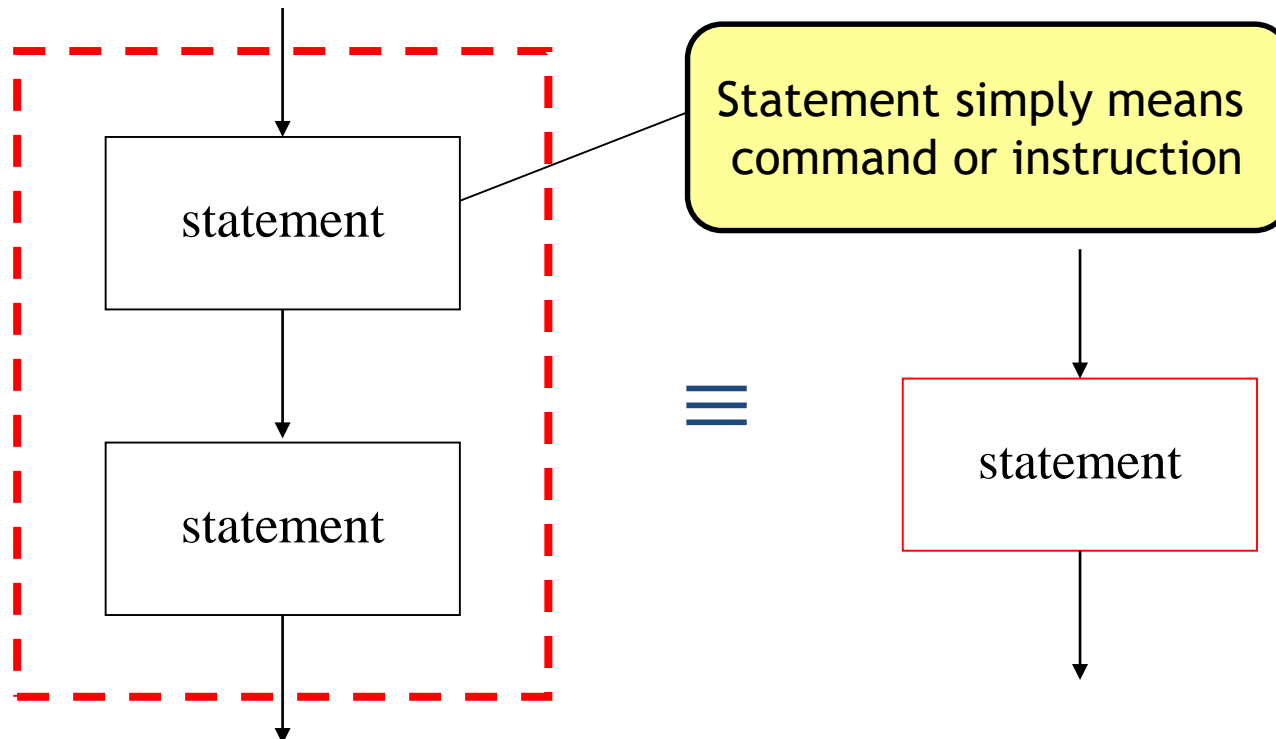 Statement simply means
command or instruction
statement
statement
≡
statement